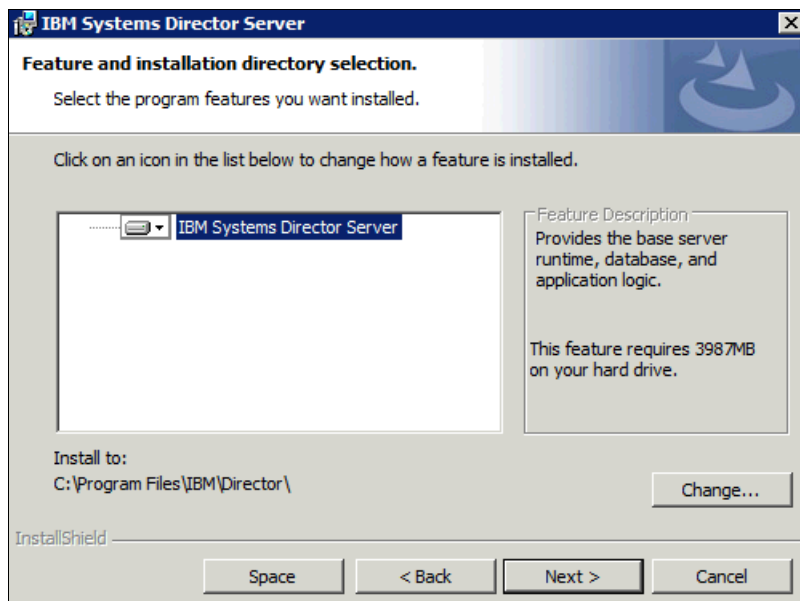 IBM Systems Director Server
Feature and installation directory selection.
Select the program features you want installed.
Click on an icon in the list below to change how a feature is installed.
IBM Systems Director Server
Feature Description
Provides the base server
runtime, database, and
application logic.
This feature requires 3987MB
on your hard drive.
Install to:
C:\Program Files\IBM\Director\
Change...
InstallShield
Space
< Back
Next >
Cancel